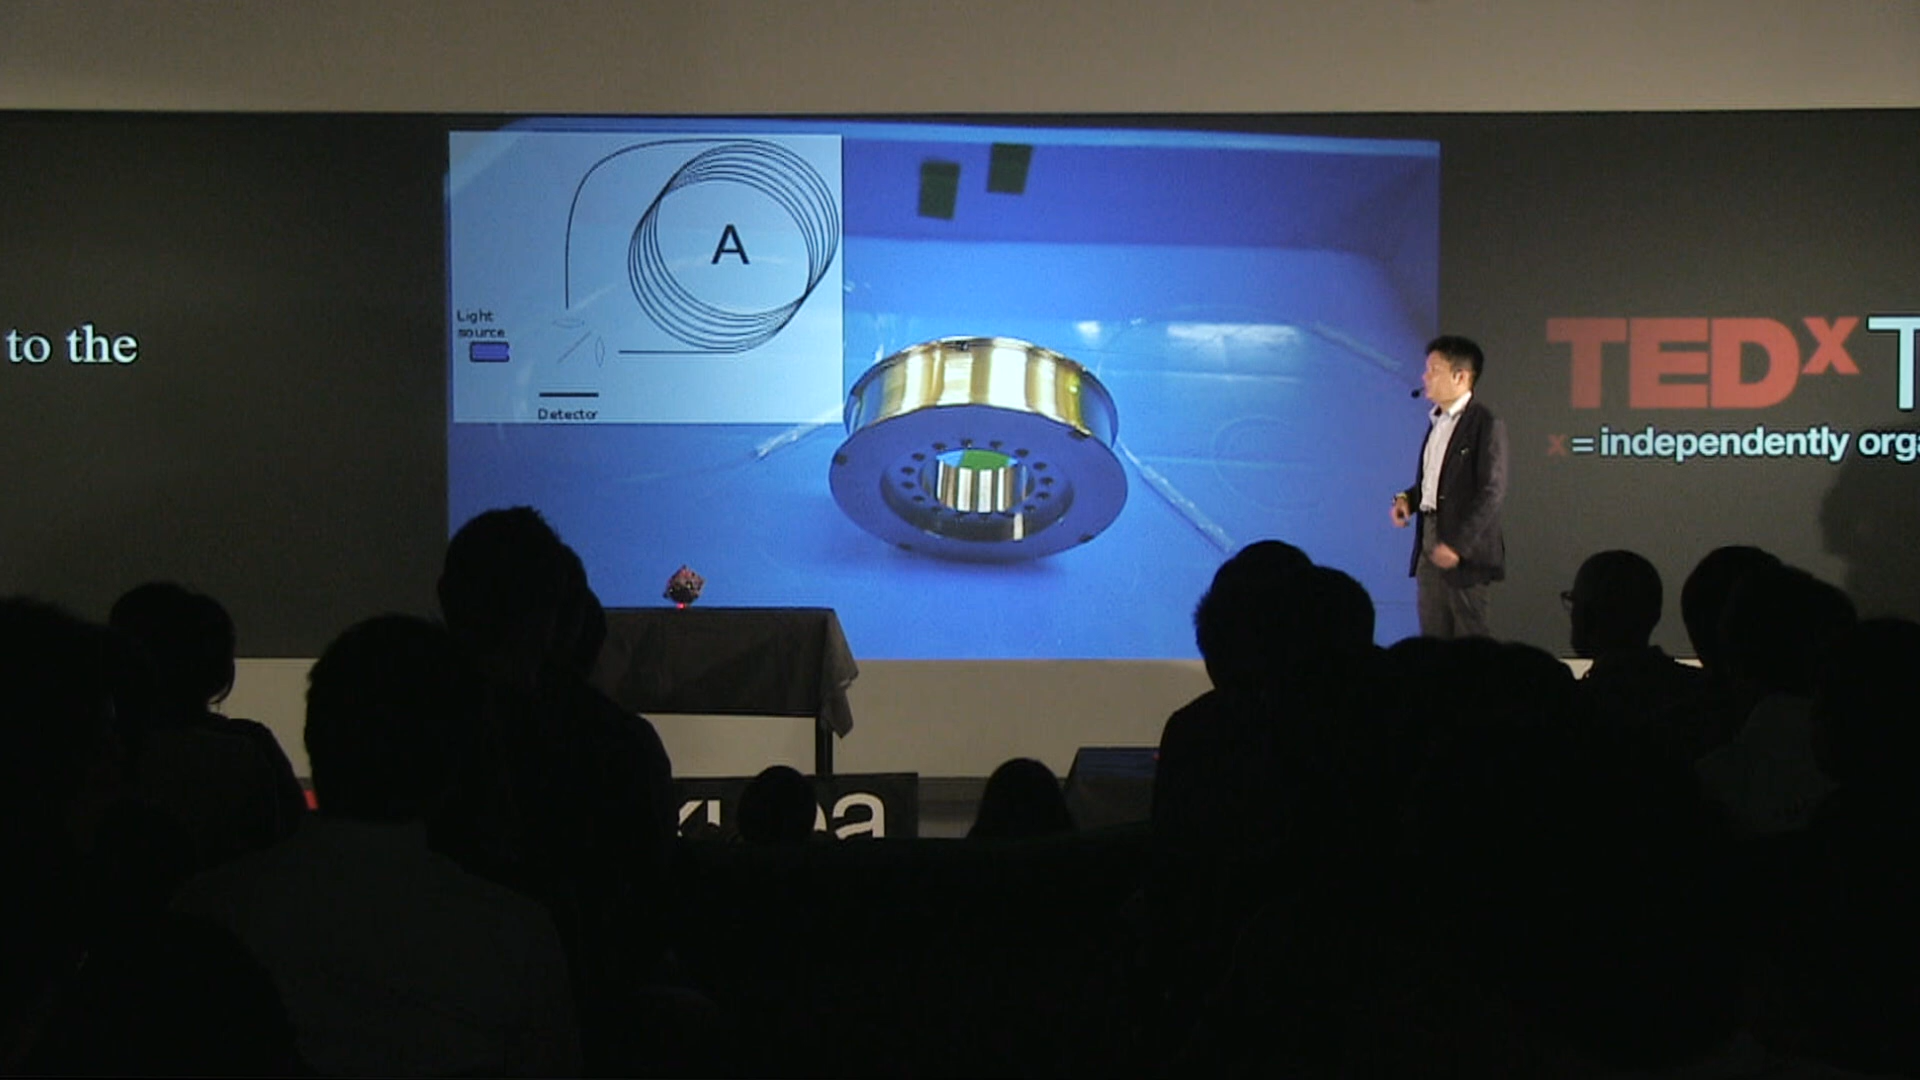 to the
A
Light
source
Detector
TEDx T
x = independently orga